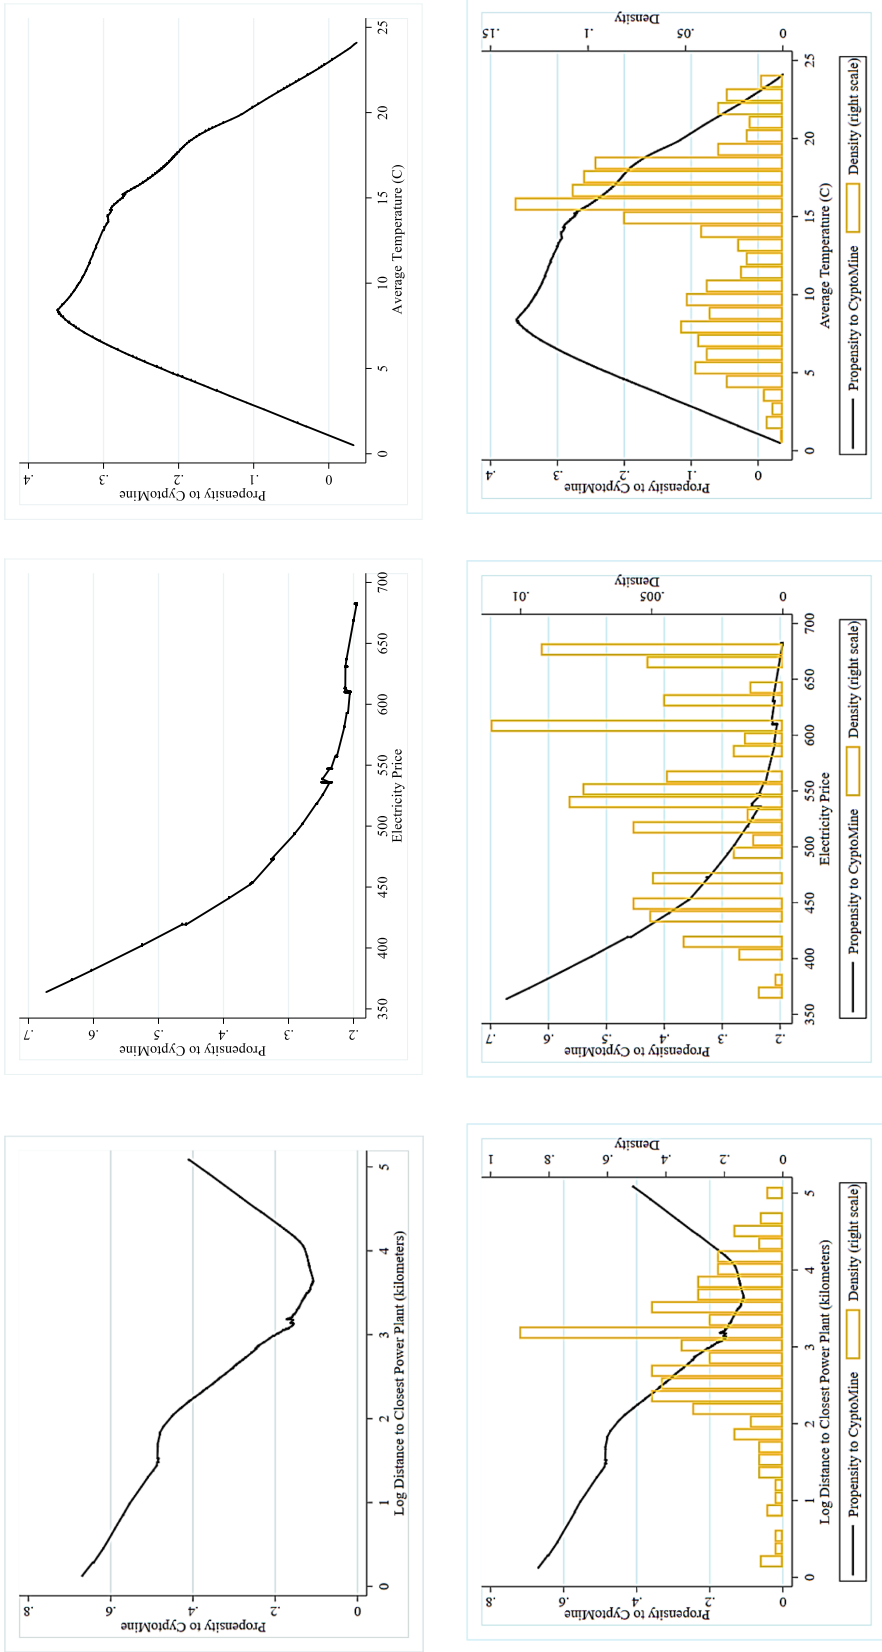 Propensity to CyptoMine
.8
.6
.4
.2
0
0 1 2 3 4 5
Log Distance to Closest Power Plant (kilometers)
Propensity to CyptoMine
.7
.6
.5
.4
.3
.2
350 400 450 500 550 600 650 700
Electricity Price
Propensity to CyptoMine
.4
.3
.2
.1
0
0 5 10 15 20 25
Average Temperature (C)
Propensity to CyptoMine
.8
.6
.4
.2
0
Density
1
.8
.6
.4
.2
0
0 1 2 3 4 5
Log Distance to Closest Power Plant (kilometers)
Propensity to CyptoMine Density (right scale)
Propensity to CyptoMine
.7
.6
.5
.4
.3
.2
Density
.01
.005
0
350 400 450 500 550 600 650 700
Electricity Price
Propensity to CyptoMine Density (right scale)
Propensity to CyptoMine
.4
.3
.2
.1
0
Density
.15
.1
.05
0
0 5 10 15 20 25
Average Temperature (C)
Propensity to CyptoMine Density (right scale)